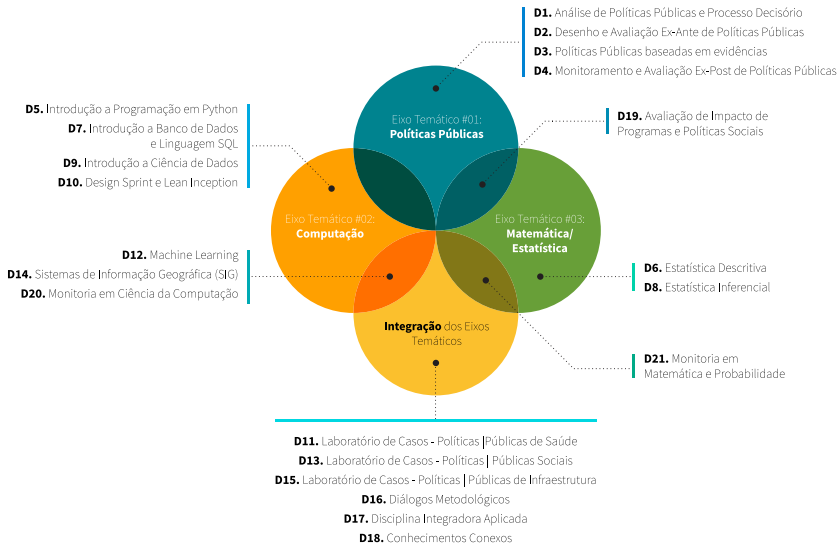 D1. Análise de Políticas Públicas e Processo Decisório
D2. Desenho e Avaliação Ex-Ante de Políticas Públicas
D3. Políticas Públicas baseadas em evidências
D4. Monitoramento e Avaliação Ex-Post de Políticas Públicas
D5. Introdução a Programação em Python
D7. Introdução a Banco de Dados
e Linguagem SQL
D9. Introdução a Ciência de Dados
D10. Design Sprint e Lean Inception
Eixo Temático #01:
Políticas Públicas
D19. Avaliação de Impacto de
Programas e Políticas Sociais
Eixo Temático #02:
Computação
Eixo Temático #03:
Matemática/
Estatística
D12. Machine Learning
D14. Sistemas de Informação Geográfica (SIG)
D20. Monitoria em Ciência da Computação
D6. Estatística Descritiva
D8. Estatística Inferencial
Integração dos Eixos
Temáticos
D21. Monitoria em
Matemática e Probabilidade
D11. Laboratório de Casos - Políticas |Públicas de Saúde
D13. Laboratório de Casos - Políticas | Públicas Sociais
D15. Laboratório de Casos - Políticas | Públicas de Infraestrutura
D16. Diálogos Metodológicos
D17. Disciplina Integradora Aplicada
D18. Conhecimentos Conexos